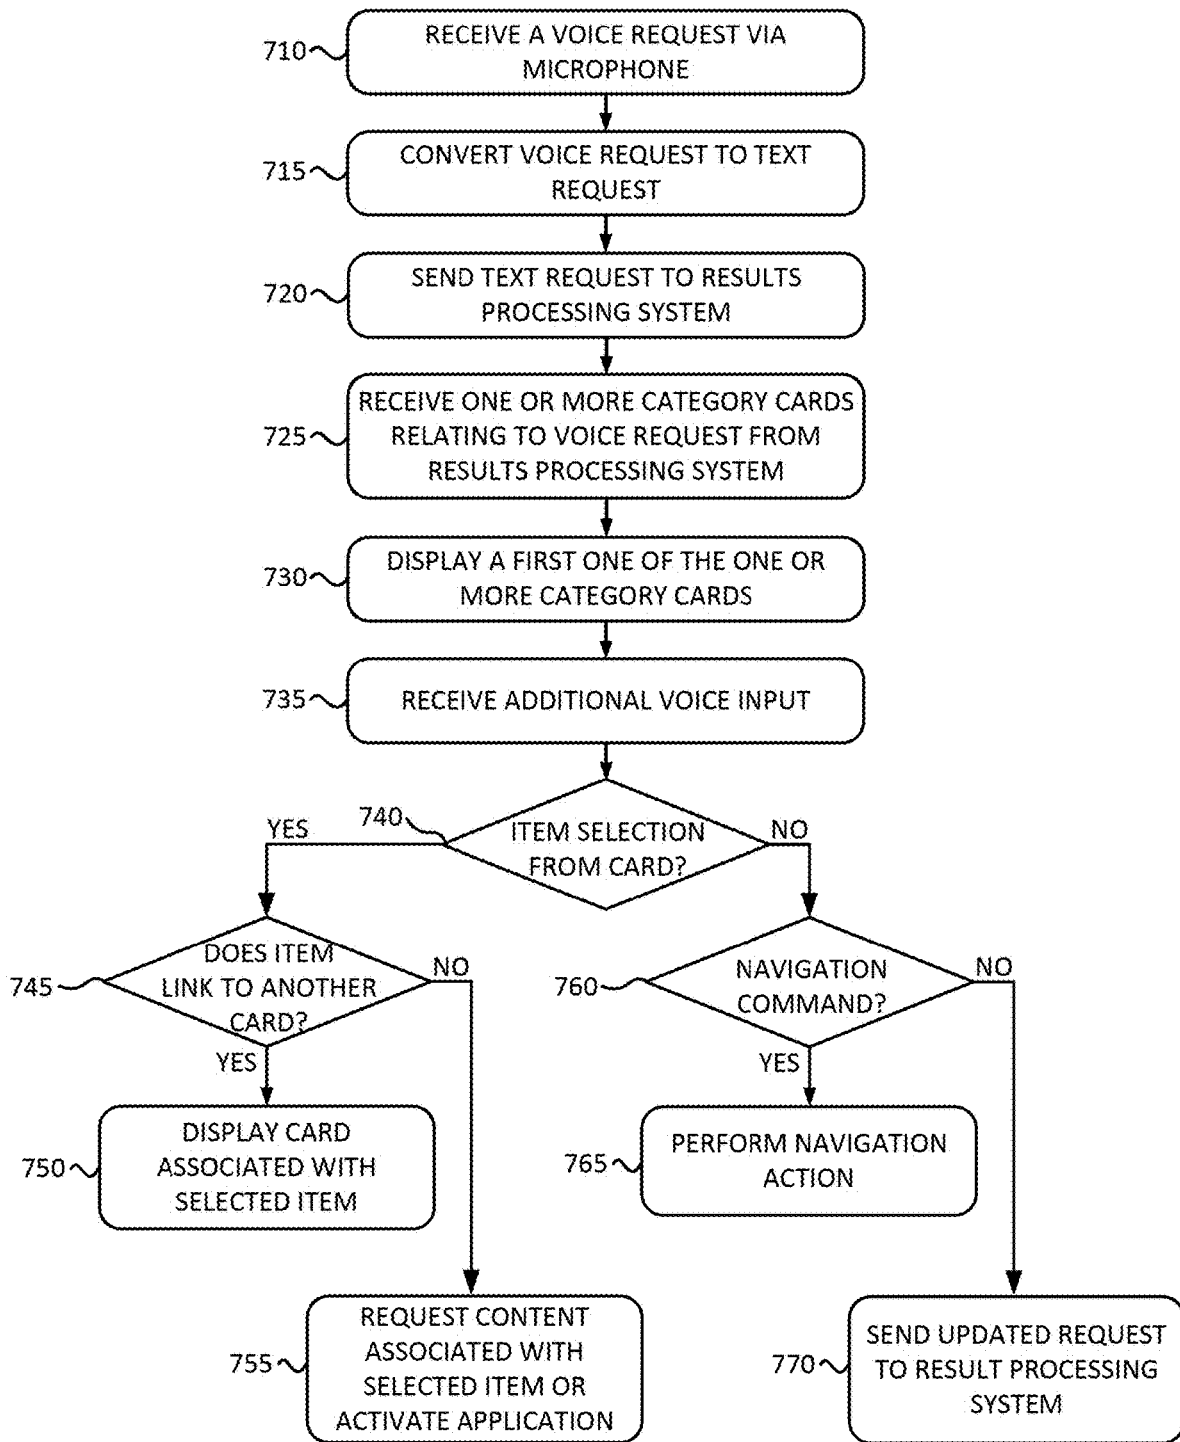 710
RECEIVE A VOICE REQUEST VIA
MICROPHONE
715
CONVERT VOICE REQUEST TO TEXT
REQUEST
720
SEND TEXT REQUEST TO RESULTS
PROCESSING SYSTEM
725
RECEIVE ONE OR MORE CATEGORY CARDS
RELATING TO VOICE REQUEST FROM
RESULTS PROCESSING SYSTEM
730
DISPLAY A FIRST ONE OF THE ONE OR
MORE CATEGORY CARDS
735
RECEIVE ADDITIONAL VOICE INPUT
740
ITEM SELECTION
FROM CARD?
YES
NO
745
DOES ITEM
LINK TO ANOTHER
CARD?
NO
YES
760
NAVIGATION
COMMAND?
NO
YES
750
DISPLAY CARD
ASSOCIATED WITH
SELECTED ITEM
765
PERFORM NAVIGATION
ACTION
755
REQUEST CONTENT
ASSOCIATED WITH
SELECTED ITEM OR
ACTIVATE APPLICATION
770
SEND UPDATED REQUEST
TO RESULT PROCESSING
SYSTEM